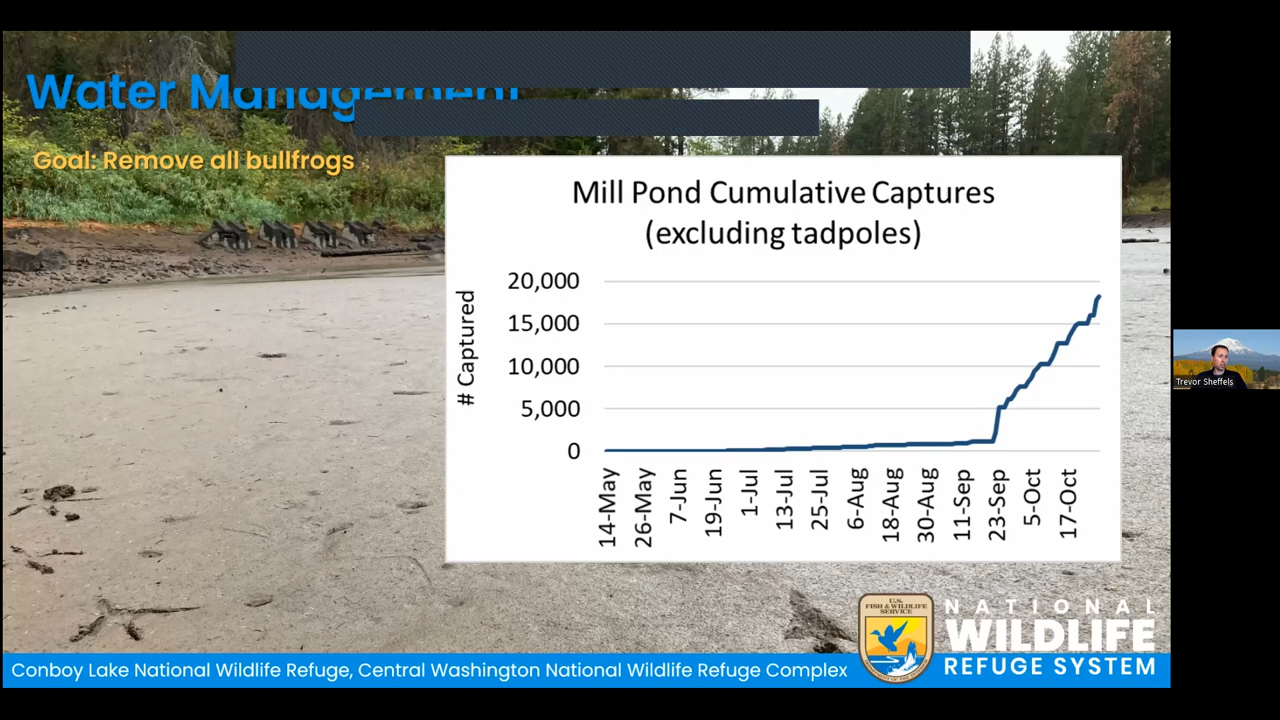 Water Management
Goal: Remove all bullfrogs
Mill Pond Cumulative Captures
(excluding tadpoles)
# Captured
20,000
15,000
10,000
5,000
0
14-May
26-May
7-Jun
19-Jun
1-Jul
13-Jul
25-Jul
6-Aug
18-Aug
30-Aug
11-Sep
23-Sep
5-Oct
17-Oct
Trevor Sheffels
U.S.
FISH & WILDLIFE
SERVICE
NATIONAL
WILDLIFE
REFUGE SYSTEM
Conboy Lake National Wildlife Refuge, Central Washington National Wildlife Refuge Complex